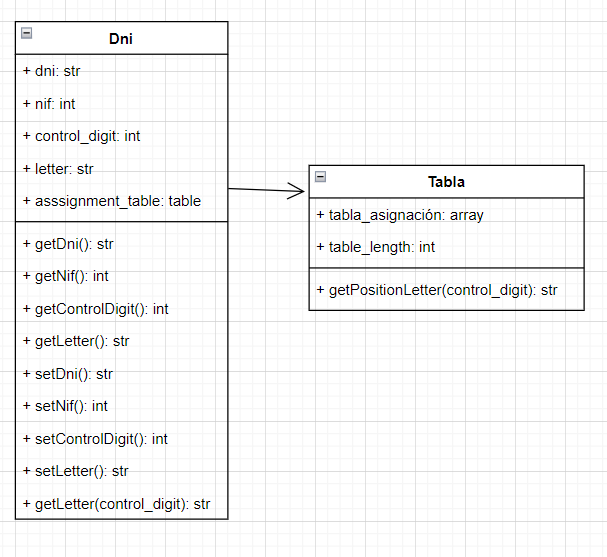 Dni
+ dni: str
+ nif: int
+ control_digit: int
+ letter: str
+ asssignment_table: table
+ getDni(): str
+ getNif(): int
+ getControlDigit(): int
+ getLetter(): str
+ setDni(): str
+ setNif(): int
+ setControlDigit(): int
+ setLetter(): str
+ getLetter(control_digit): str
Tabla
+ tabla_asignación: array
+ table_length: int
+ getPositionLetter(control_digit): str